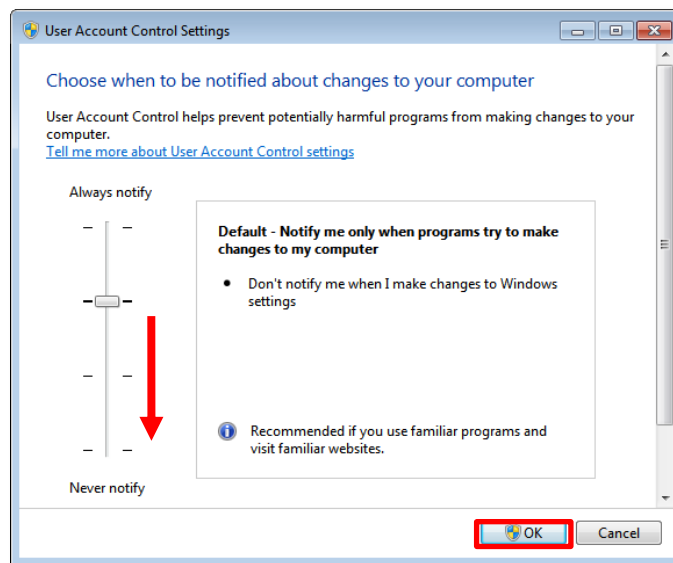 User Account Control Settings
Choose when to be notified about changes to your computer
User Account Control helps prevent potentially harmful programs from making changes to your
computer.
Tell me more about User Account Control settings
Always notify
Default - Notify me only when programs try to make
changes to my computer
• Don't notify me when I make changes to Windows
settings
Recommended if you use familiar programs and
visit familiar websites.
Never notify
OK
Cancel